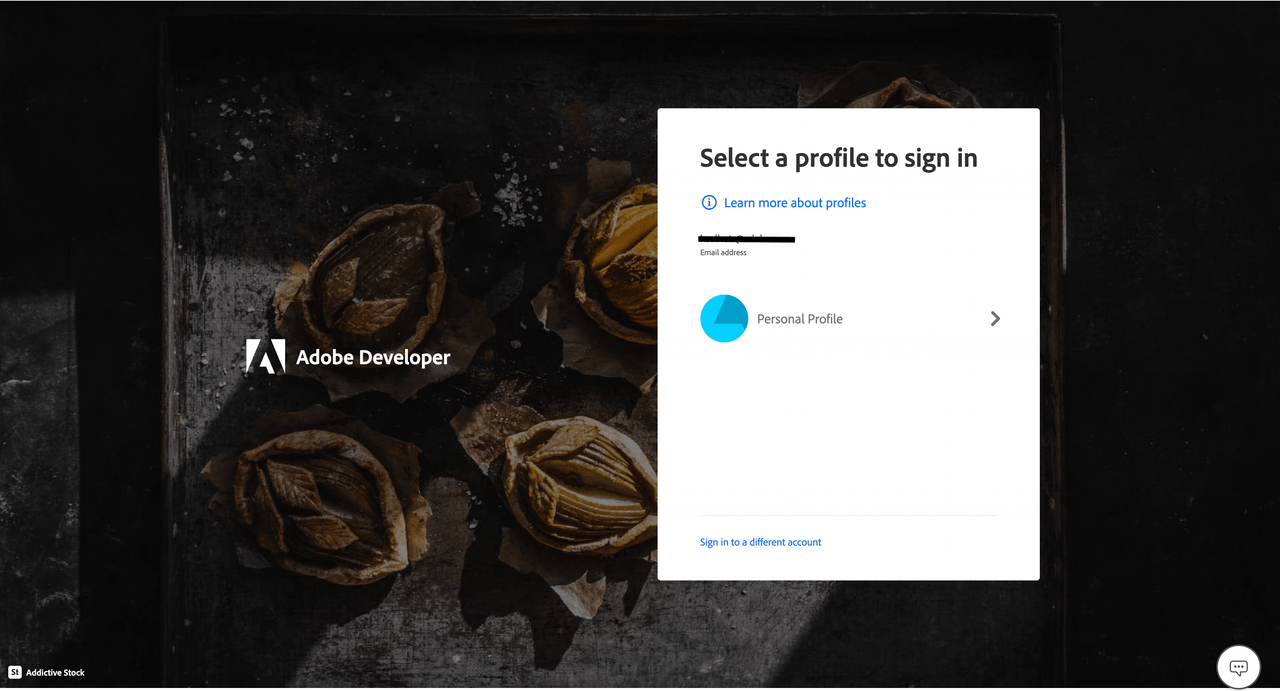 Select a profile to sign in
Learn more about profiles
Email address
Personal Profile
Adobe Developer
Sign in to a different account
St Addictive Stock